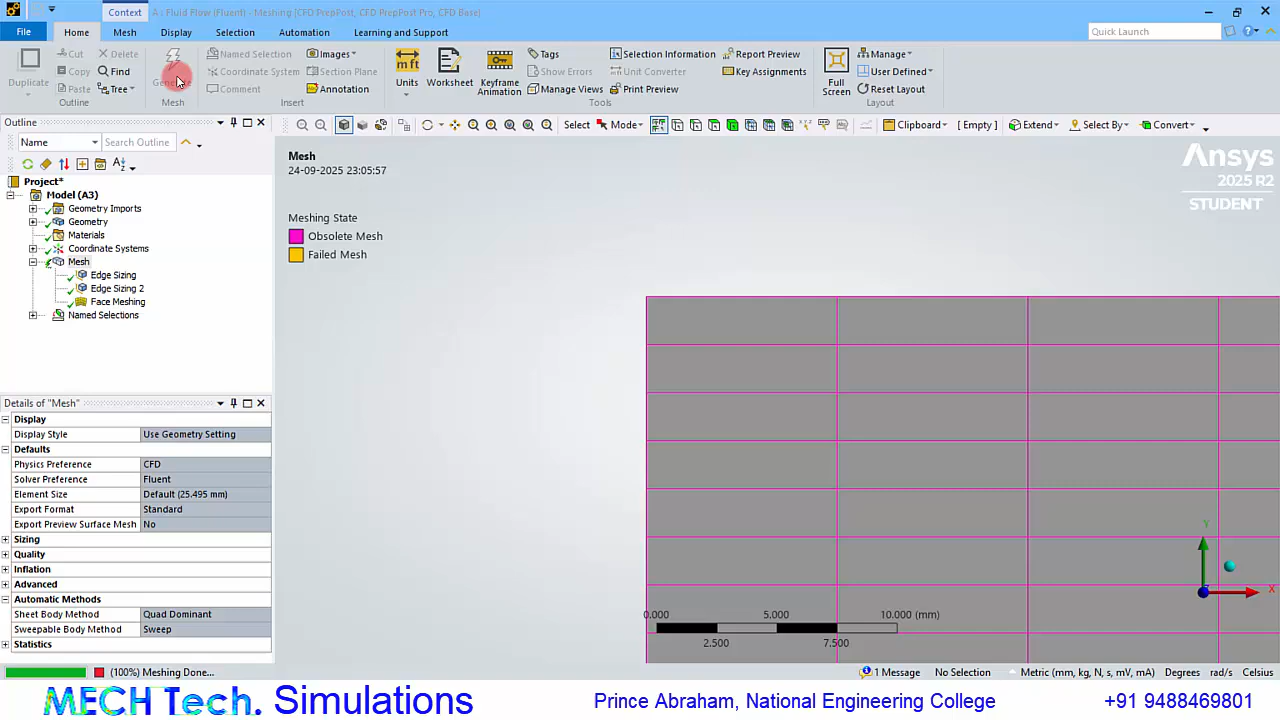 Context
A : Fluid Flow (Fluent) - Meshing [CFD PrepPost, CFD PrepPost Pro, CFD Base]
File Home Mesh Display Selection Automation Learning and Support Quick Launch
Duplicate Cut Copy Paste Delete Find Tree
Outline
Mesh
Named Selection Coordinate System Comment Images Section Plane Annotation
Insert
Units Worksheet Keyframe Animation Tags Show Errors Manage Views Selection Information Unit Converter Print Preview Report Preview Key Assignments
Tools
Full Screen Manage User Defined Reset Layout
Layout
Outline
Select Mode Clipboard [ Empty ] Extend Select By Convert
Name Search Outline
Project*
Model (A3)
Geometry Imports
Geometry
Materials
Coordinate Systems
Mesh
Edge Sizing
Edge Sizing 2
Face Meshing
Named Selections
Mesh
24-09-2025 23:05:57
Meshing State
Obsolete Mesh
Failed Mesh
Ansys
2025 R2
STUDENT
Details of "Mesh"
Display
Display Style Use Geometry Setting
Defaults
Physics Preference CFD
Solver Preference Fluent
Element Size Default (25.495 mm)
Export Format Standard
Export Preview Surface Mesh No
Sizing
Quality
Inflation
Advanced
Automatic Methods
Sheet Body Method Quad Dominant
Sweepable Body Method Sweep
Statistics
Y
X
0.000 5.000 10.000 (mm)
2.500 7.500
(100%) Meshing Done... 1 Message No Selection Metric (mm, kg, N, s, mV, mA) Degrees rad/s Celsius
MECH Tech. Simulations Prince Abraham, National Engineering College +91 9488469801